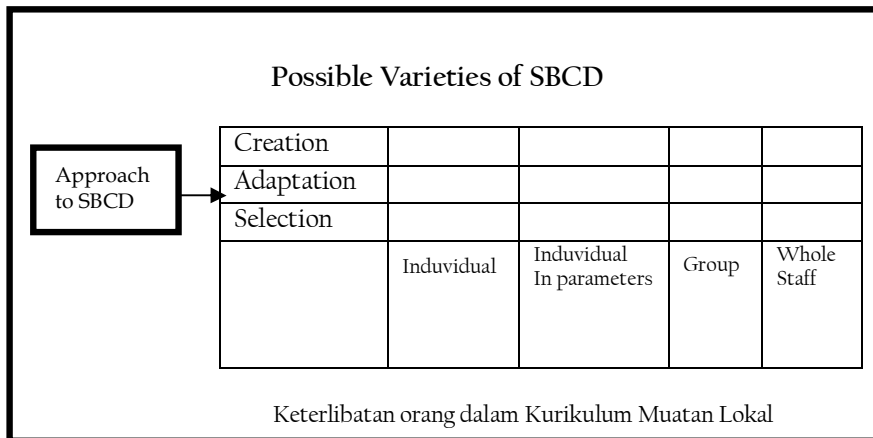 Possible Varieties of SBCD
Creation
Approach
to SBCD
Adaptation
Selection
Induvidual
Induvidual
In parameters
Group
Whole
Staff
Keterlibatan orang dalam Kurikulum Muatan Lokal